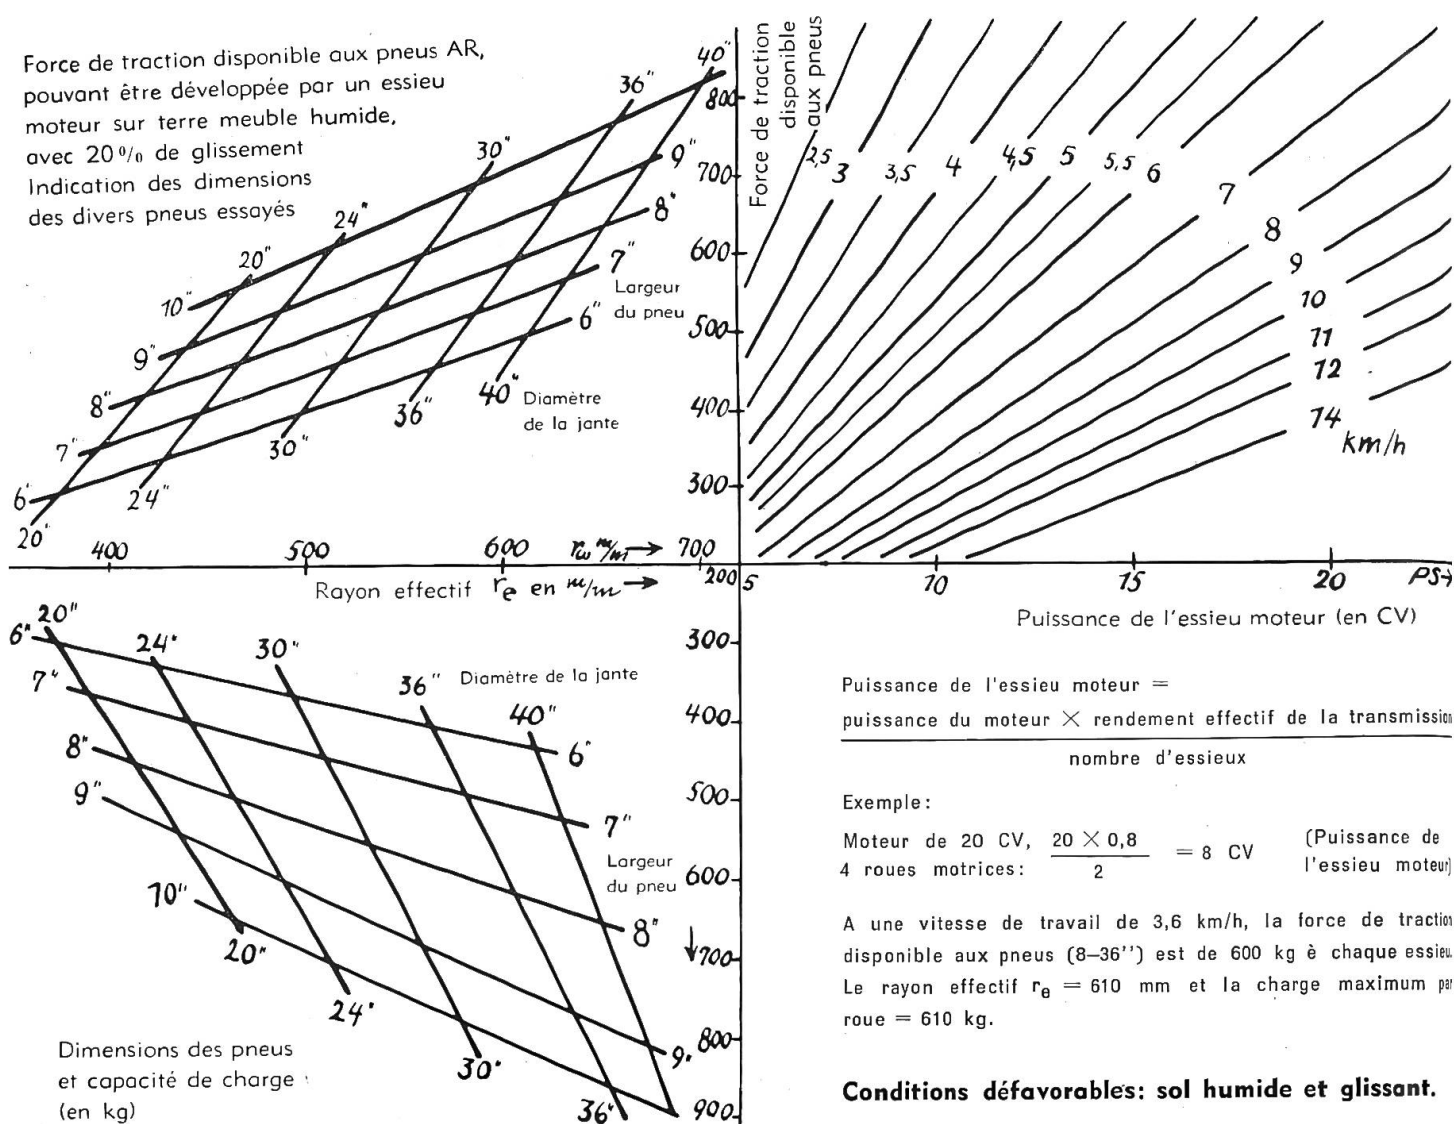 Force de traction disponible aux pneus AR,
pouvant être développée par un essieu
moteur sur terre meuble humide,
avec 20% de glissement
Indication des dimensions
des divers pneus essayés
20"
24"
30"
36"
40"
10"
9"
8"
7"
6"
20"
24"
30"
36"
40"
9"
8"
7"
6"
Largeur
du pneu
Diamètre
de la jante
Force de traction
disponible
aux pneus
800
700
600
500
400
300
200
2,5
3
3,5
4
4,5
5
5,5
6
7
8
9
10
11
12
14
km/h
400
500
600
rw m/m →
700
Rayon effectif re en m/m →
5
10
15
20
PS→
Puissance de l'essieu moteur (en CV)
20"
24"
30"
36"
40"
Diamètre de la jante
6"
7"
8"
9"
10"
6"
7"
8"
9"
Largeur
du pneu
20"
24"
30"
36"
300
400
500
600
700
800
900
Dimensions des pneus
et capacité de charge
(en kg)
Puissance de l'essieu moteur =
puissance du moteur × rendement effectif de la transmission
nombre d'essieux
Exemple:
Moteur de 20 CV, 20 × 0,8 = 8 CV (Puissance de
4 roues motrices: 2 l'essieu moteur)
A une vitesse de travail de 3,6 km/h, la force de traction
disponible aux pneus (8–36'') est de 600 kg è chaque essieu.
Le rayon effectif re = 610 mm et la charge maximum par
roue = 610 kg.
Conditions défavorables: sol humide et glissant.